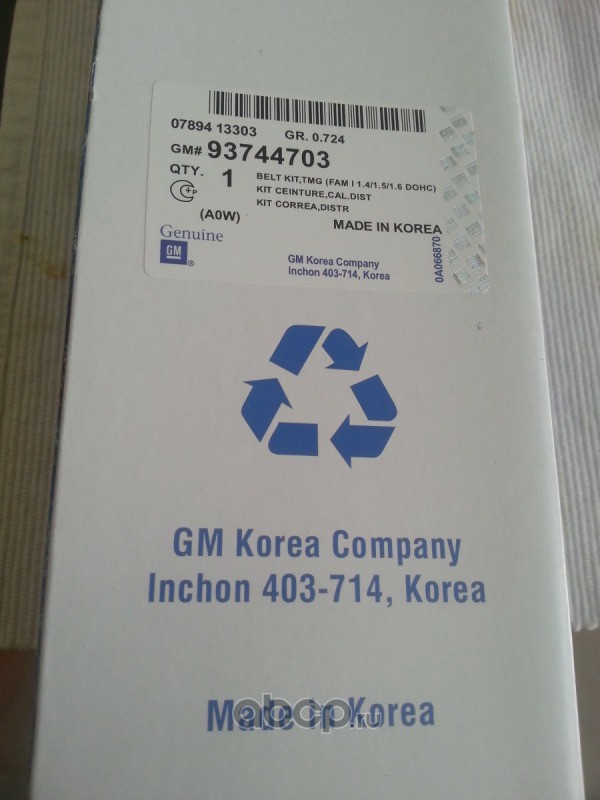 07894 13303 GR. 0.724
GM# 93744703
QTY. 1 BELT KIT,TMG (FAM I 1.4/1.5/1.6 DOHC)
KIT CEINTURE,CAL.DIST
KIT CORREA,DISTR
(A0W) MADE IN KOREA
Genuine
GM ®
GM Korea Company
Inchon 403-714, Korea
0A066870
GM Korea Company
Inchon 403-714, Korea
Made in Korea
abcp.ru